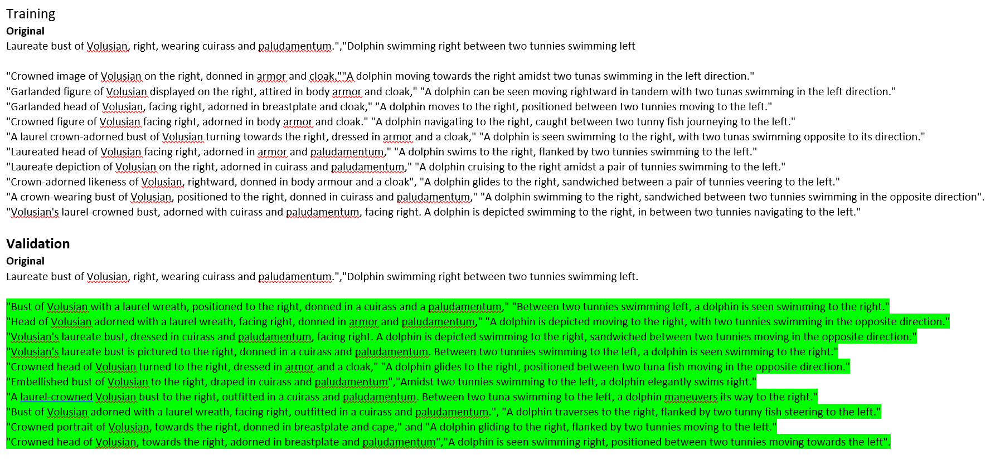 Training
Original
Laureate bust of Volusian, right, wearing cuirass and paludamentum.","Dolphin swimming right between two tunnies swimming left
"Crowned image of Volusian on the right, donned in armor and cloak.""A dolphin moving towards the right amidst two tunas swimming in the left direction."
"Garlanded figure of Volusian displayed on the right, attired in body armor and cloak," "A dolphin can be seen moving rightward in tandem with two tunas swimming in the left direction."
"Garlanded head of Volusian, facing right, adorned in breastplate and cloak," "A dolphin moves to the right, positioned between two tunnies moving to the left."
"Crowned figure of Volusian facing right, adorned in body armor and cloak." "A dolphin navigating to the right, caught between two tunny fish journeying to the left."
"A laurel crown-adorned bust of Volusian turning towards the right, dressed in armor and a cloak," "A dolphin is seen swimming to the right, with two tunas swimming opposite to its direction."
"Laureated head of Volusian facing right, adorned in armor and paludamentum," "A dolphin swims to the right, flanked by two tunnies swimming to the left."
"Laureate depiction of Volusian on the right, adorned in cuirass and paludamentum," "A dolphin cruising to the right amidst a pair of tunnies swimming to the left."
"Crown-adorned likeness of Volusian, rightward, donned in body armour and a cloak", "A dolphin glides to the right, sandwiched between a pair of tunnies veering to the left."
"A crown-wearing bust of Volusian, positioned to the right, donned in cuirass and paludamentum," "A dolphin swimming to the right, sandwiched between two tunnies swimming in the opposite direction".
"Volusian's laurel-crowned bust, adorned with cuirass and paludamentum, facing right. A dolphin is depicted swimming to the right, in between two tunnies navigating to the left."
Validation
Original
Laureate bust of Volusian, right, wearing cuirass and paludamentum.","Dolphin swimming right between two tunnies swimming left.
"Bust of Volusian with a laurel wreath, positioned to the right, donned in a cuirass and a paludamentum," "Between two tunnies swimming left, a dolphin is seen swimming to the right."
"Head of Volusian adorned with a laurel wreath, facing right, donned in armor and paludamentum," "A dolphin is depicted moving to the right, with two tunnies swimming in the opposite direction."
"Volusian's laureate bust, dressed in cuirass and paludamentum, facing right. A dolphin is depicted swimming to the right, sandwiched between two tunnies moving in the opposite direction."
"Volusian's laureate bust is pictured to the right, donned in a cuirass and paludamentum. Between two tunnies swimming to the left, a dolphin is seen swimming to the right."
"Crowned head of Volusian turned to the right, dressed in armor and a cloak," "A dolphin glides to the right, positioned between two tuna fish moving in the opposite direction."
"Embellished bust of Volusian to the right, draped in cuirass and paludamentum","Amidst two tunnies swimming to the left, a dolphin elegantly swims right."
"A laurel-crowned Volusian bust to the right, outfitted in a cuirass and paludamentum. Between two tuna swimming to the left, a dolphin maneuvers its way to the right."
"Bust of Volusian adorned with a laurel wreath, facing right, outfitted in a cuirass and paludamentum.", "A dolphin traverses to the right, flanked by two tunny fish steering to the left."
"Crowned portrait of Volusian, towards the right, donned in breastplate and cape," and "A dolphin gliding to the right, flanked by two tunnies moving to the left."
"Crowned head of Volusian, towards the right, adorned in breastplate and paludamentum","A dolphin is seen swimming right, positioned between two tunnies moving towards the left".